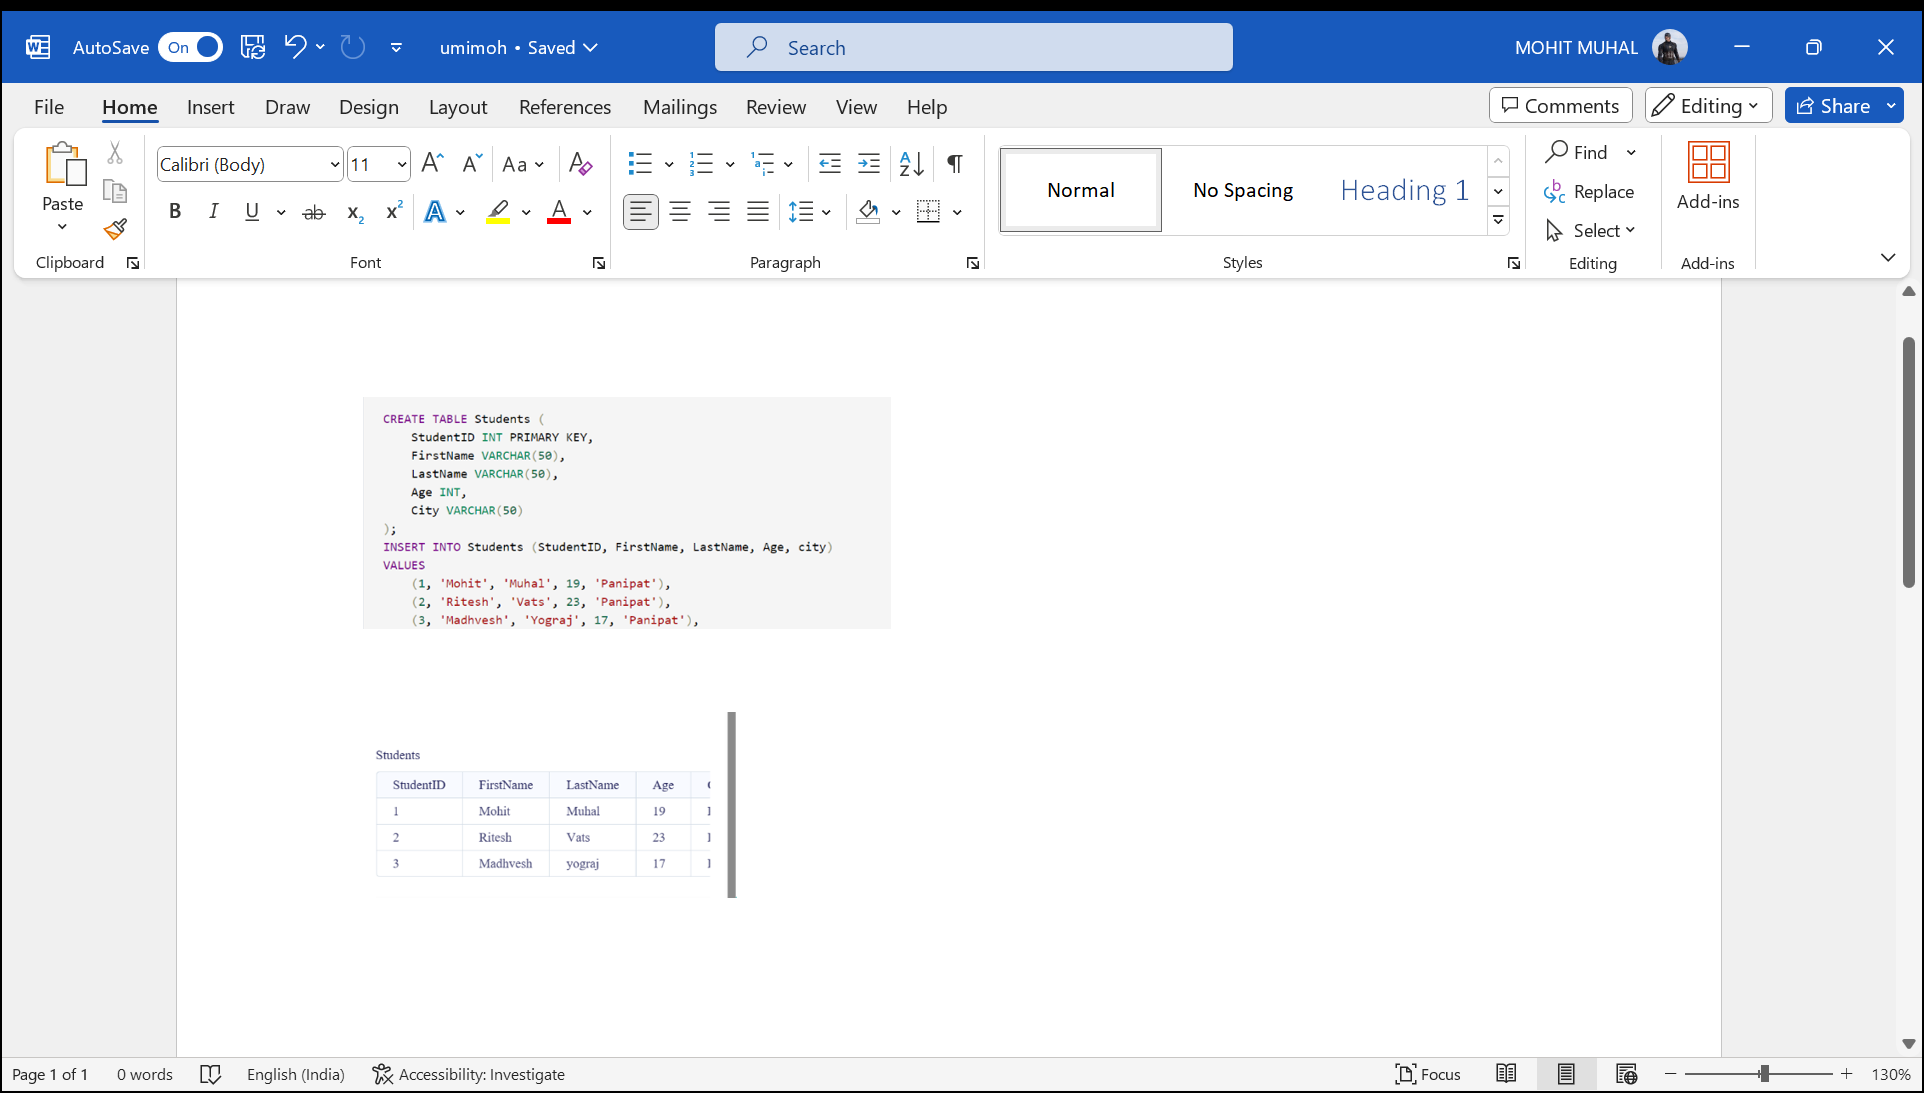 AutoSave On umimoh • Saved Search MOHIT MUHAL
File Home Insert Draw Design Layout References Mailings Review View Help Comments Editing Share
Paste
Clipboard
Calibri (Body) 11
Font
Paragraph
Normal No Spacing Heading 1
Styles
Find
Replace
Select
Editing
Add-ins
Add-ins
CREATE TABLE Students (
StudentID INT PRIMARY KEY,
FirstName VARCHAR(50),
LastName VARCHAR(50),
Age INT,
City VARCHAR(50)
);
INSERT INTO Students (StudentID, FirstName, LastName, Age, city)
VALUES
(1, 'Mohit', 'Muhal', 19, 'Panipat'),
(2, 'Ritesh', 'Vats', 23, 'Panipat'),
(3, 'Madhvesh', 'Yograj', 17, 'Panipat'),
Students
StudentID FirstName LastName Age
1 Mohit Muhal 19
2 Ritesh Vats 23
3 Madhvesh yograj 17
Page 1 of 1 0 words English (India) Accessibility: Investigate Focus 130%